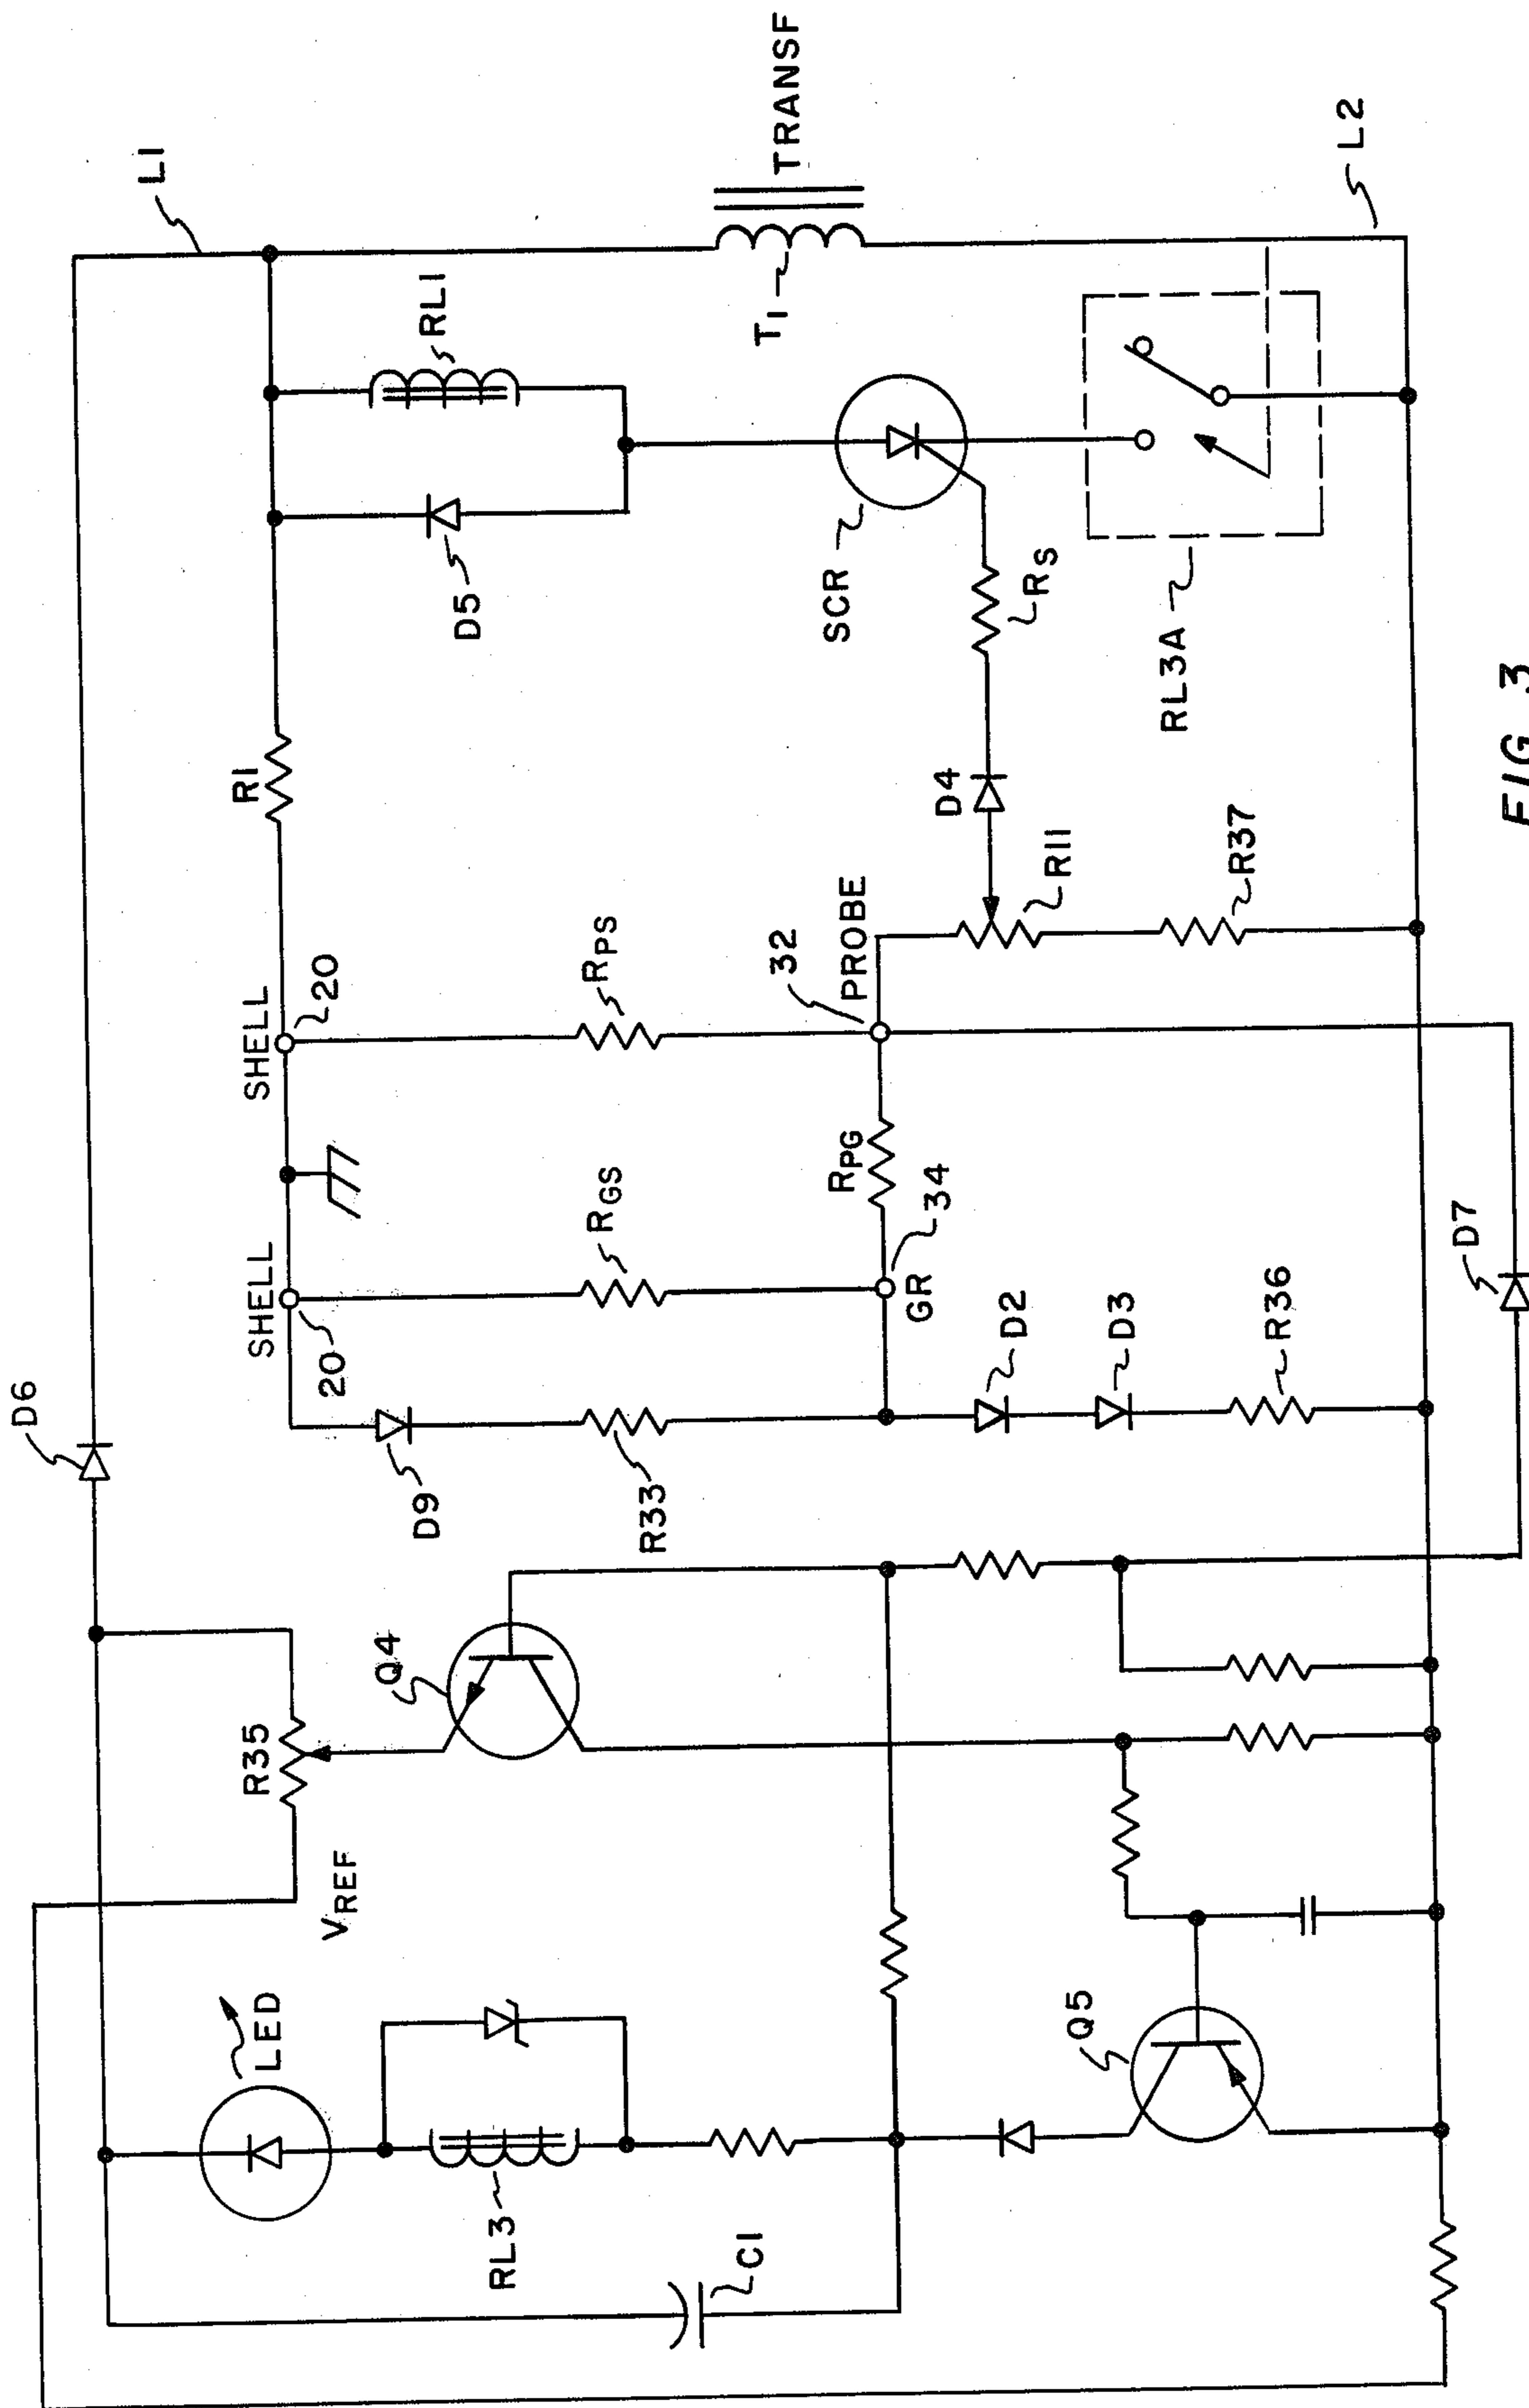 L1
D6
SHELL
20
SHELL
20
R1
RL1
D5
TRANSF
T1
R35
VREF
LED
Q4
D9
R33
RGS
RPS
RPG
34
GR
32
PROBE
D4
RS
SCR
R11
R37
RL3A
L2
D2
D3
R36
D7
RL3
C1
Q5
FIG. 3